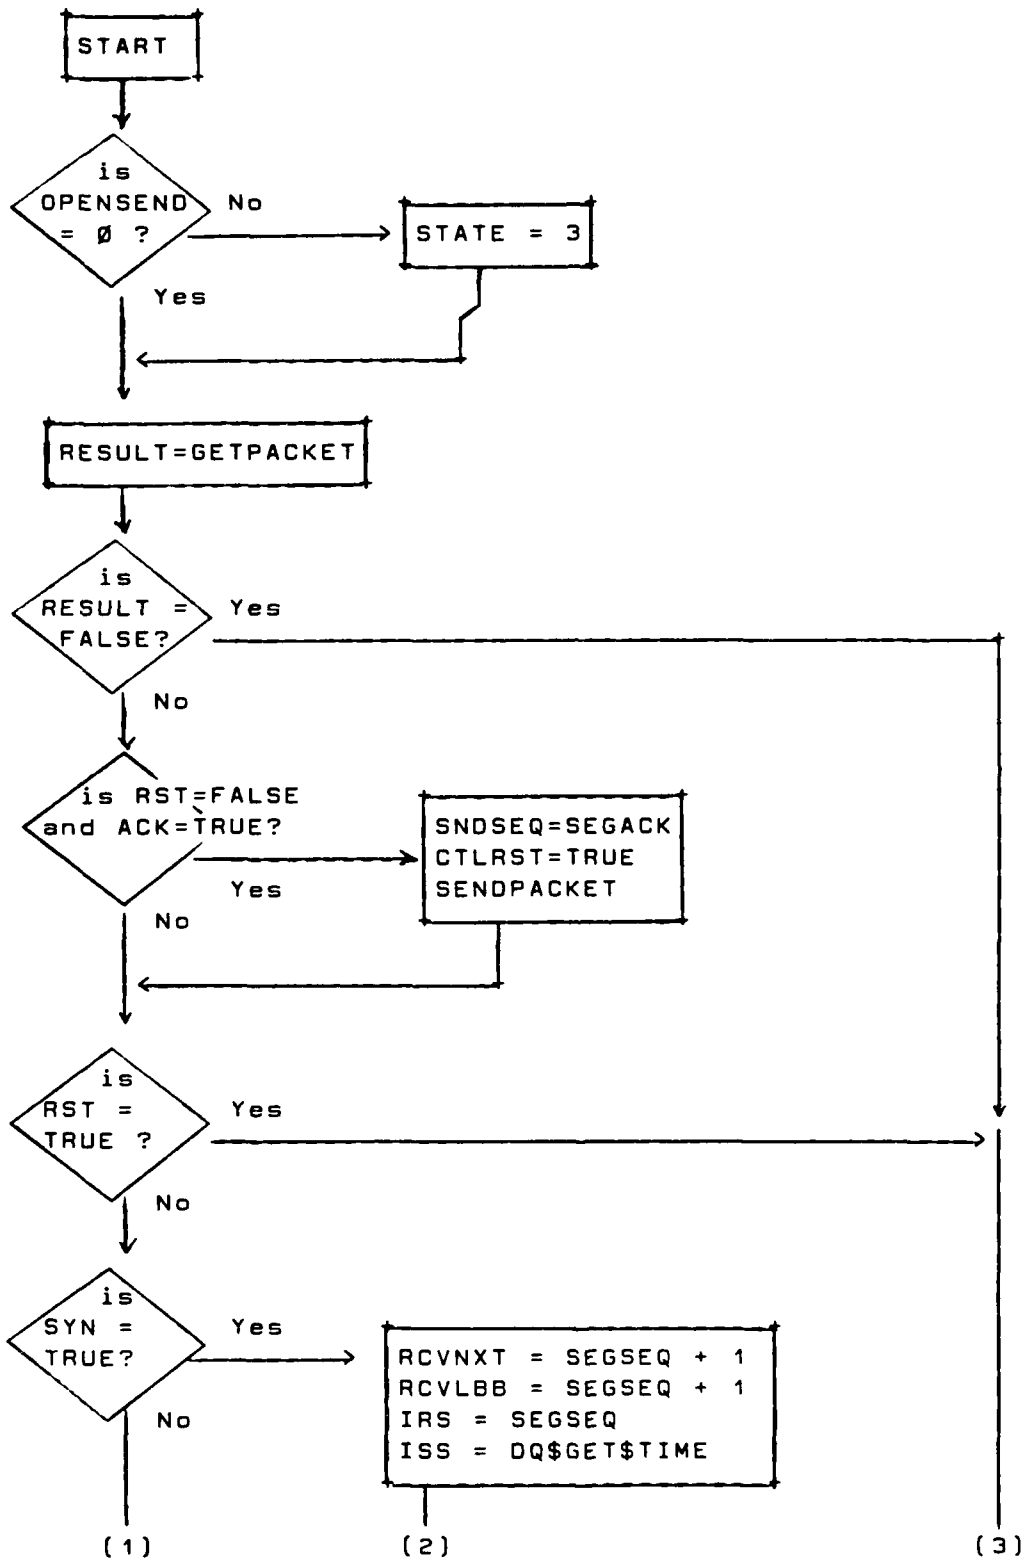 START
is
OPENSEND
= Ø ?
No
STATE = 3
Yes
RESULT=GETPACKET
is
RESULT =
FALSE?
Yes
No
is RST=FALSE
and ACK=TRUE?
Yes
No
SNDSEQ=SEGACK
CTLRST=TRUE
SENDPACKET
is
RST =
TRUE ?
Yes
No
is
SYN =
TRUE?
Yes
No
RCVNXT = SEGSEQ + 1
RCVLBB = SEGSEQ + 1
IRS = SEGSEQ
ISS = DQ$GET$TIME
(1)
(2)
(3)